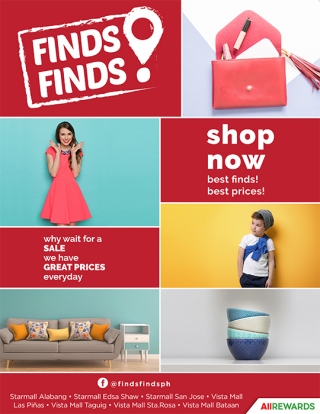 FINDS
FINDS
shop
now
best finds!
best prices!
why wait for a
SALE
we have
GREAT PRICES
everyday
@findsfindsph
Starmall Alabang • Starmall Edsa Shaw • Starmall San Jose • Vista Mall
Las Piñas • Vista Mall Taguig • Vista Mall Sta.Rosa • Vista Mall Bataan
AllREWARDS